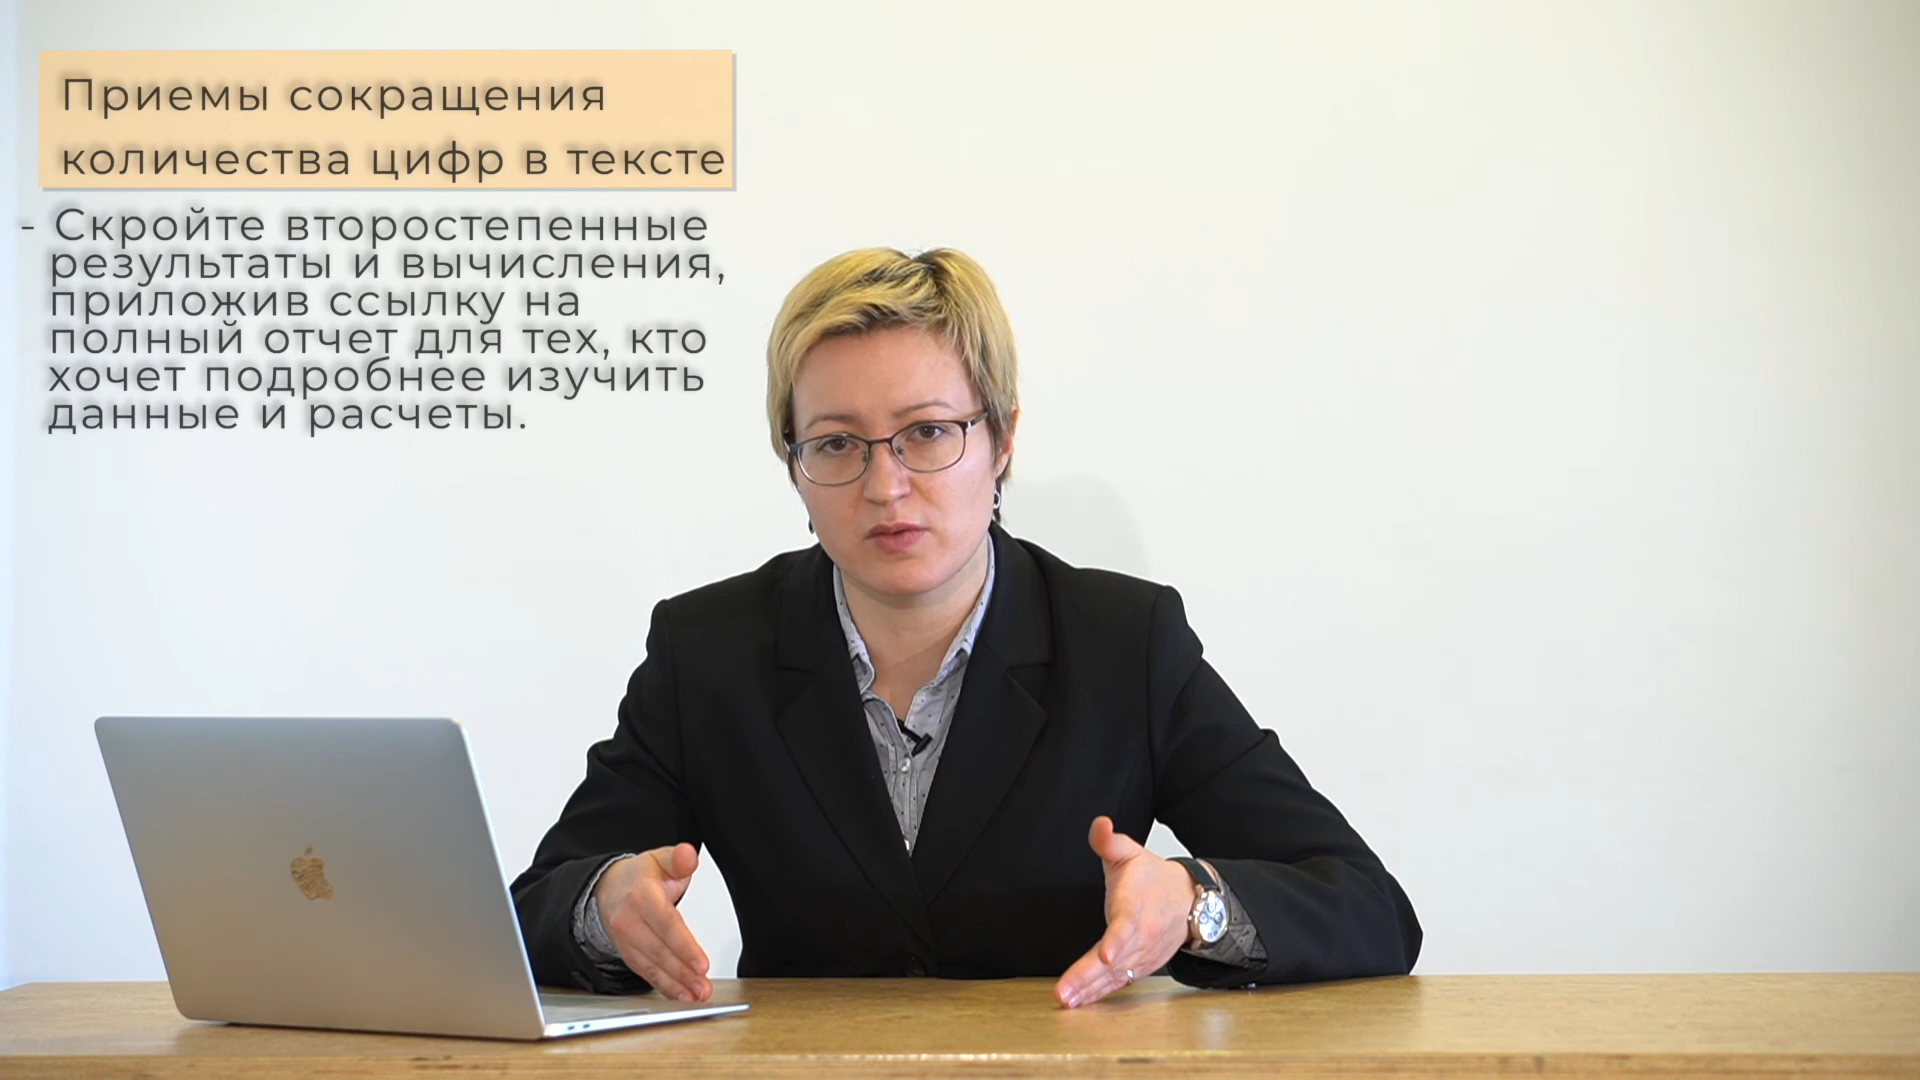 Приемы сокращения
количества цифр в тексте
- Скройте второстепенные
результаты и вычисления,
приложив ссылку на
полный отчет для тех, кто
хочет подробнее изучить
данные и расчеты.